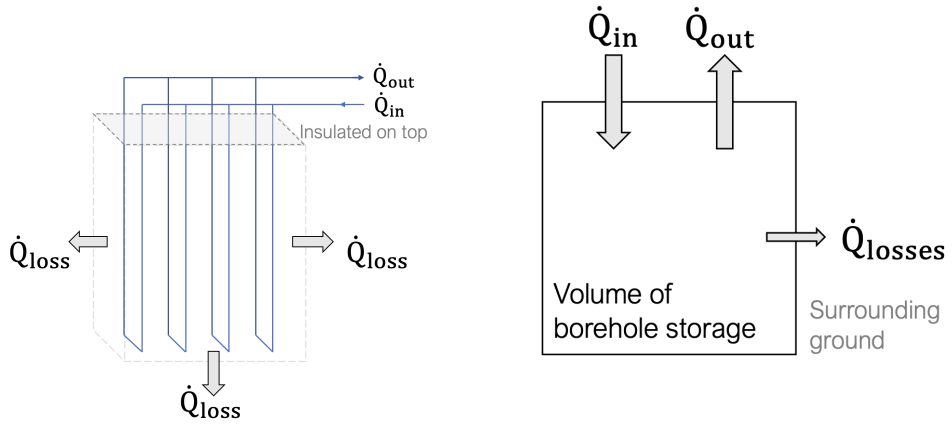 Q̇out
Q̇in
Insulated on top
Q̇loss
Q̇loss
Q̇loss
Q̇in
Q̇out
Q̇losses
Volume of
borehole storage
Surrounding
ground